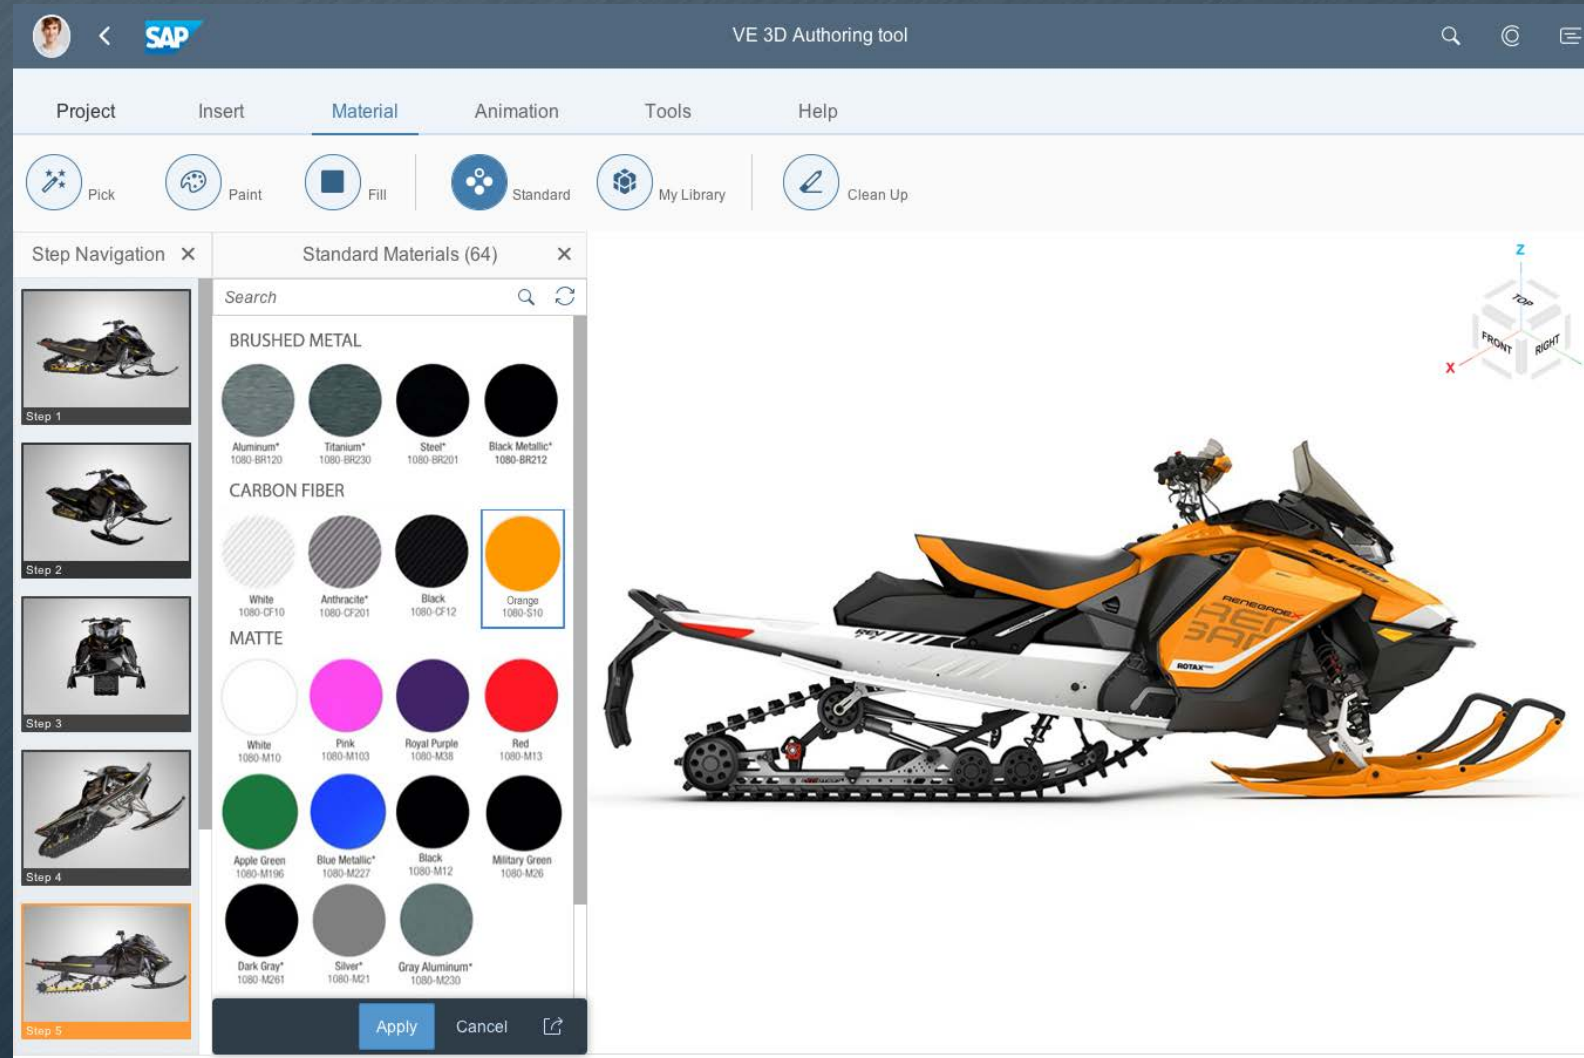 SAP
VE 3D Authoring tool
Project Insert Material Animation Tools Help
Pick Paint Fill Standard My Library Clean Up
Step Navigation
Step 1
Step 2
Step 3
Step 4
Step 5
Standard Materials (64)
Search
BRUSHED METAL
Aluminum* Titanium* Steel* Black Metallic*
1080-BR120 1080-BR230 1080-BR201 1080-BR212
CARBON FIBER
White Anthracite* Black Orange
1080-CF10 1080-CF201 1080-CF12 1080-S10
MATTE
White Pink Royal Purple Red
1080-M10 1080-M103 1080-M38 1080-M13
Apple Green Blue Metallic* Black Military Green
1080-M196 1080-M227 1080-M12 1080-M26
Dark Gray* Silver* Gray Aluminum*
1080-M261 1080-M21 1080-M230
Apply Cancel
Z
TOP
FRONT RIGHT
X
ski-doo
RENEGADE X
REN
REV
ROTAX